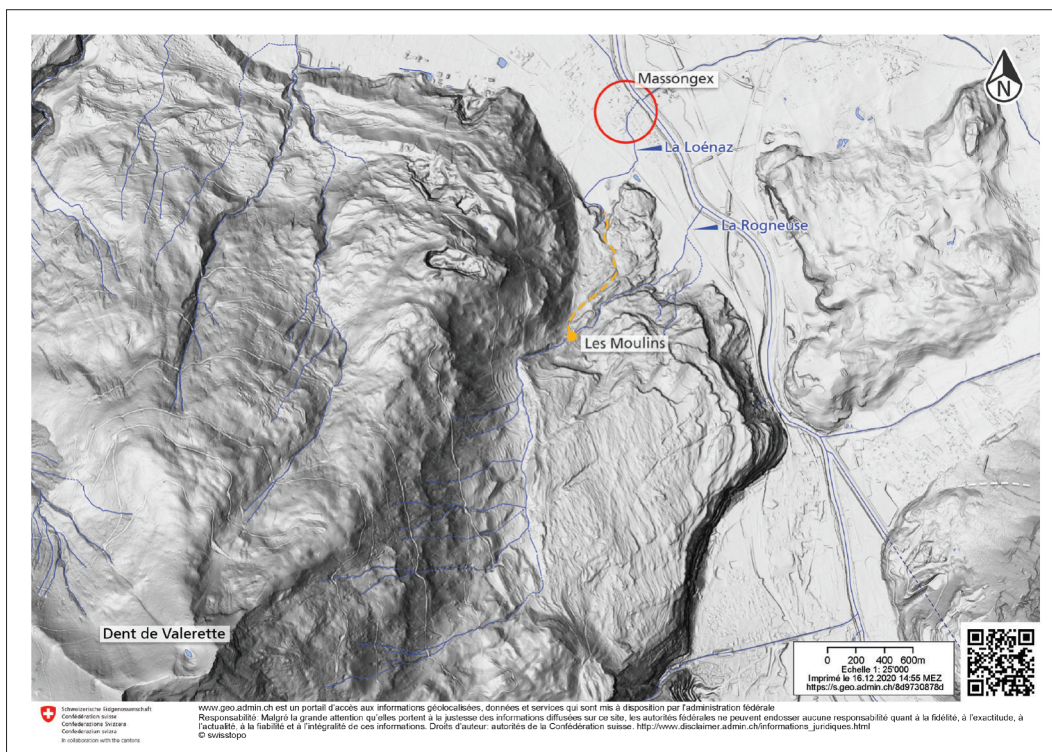 Massongex
N
La Loénaz
La Rogneuse
Les Moulins
Dent de Valerette
0 200 400 600m
Echelle 1: 25'000
Imprimé le 16.12.2020 14:55 MEZ
https://s.geo.admin.ch/8d9730878d
Schweizerische Eidgenossenschaft
Confédération suisse
Confederazione Svizzera
Confederaziun svizra
In collaboration with the cantons
www.geo.admin.ch est un portail d'accès aux informations géolocalisées, données et services qui sont mis à disposition par l'administration fédérale
Responsabilité: Malgré la grande attention qu'elles portent à la justesse des informations diffusées sur ce site, les autorités fédérales ne peuvent endosser aucune responsabilité quant à la fidélité, à l'exactitude, à
l'actualité, à la fiabilité et à l'intégralité de ces informations. Droits d'auteur: autorités de la Confédération suisse. http://www.disclaimer.admin.ch/informations_juridiques.html
© swisstopo